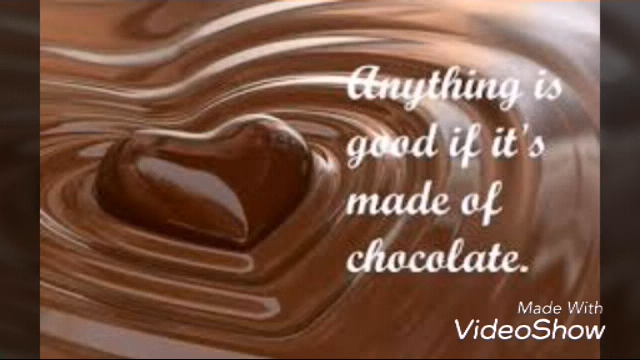 Anything is
good if it's
made of
chocolate.
Made With
VideoShow